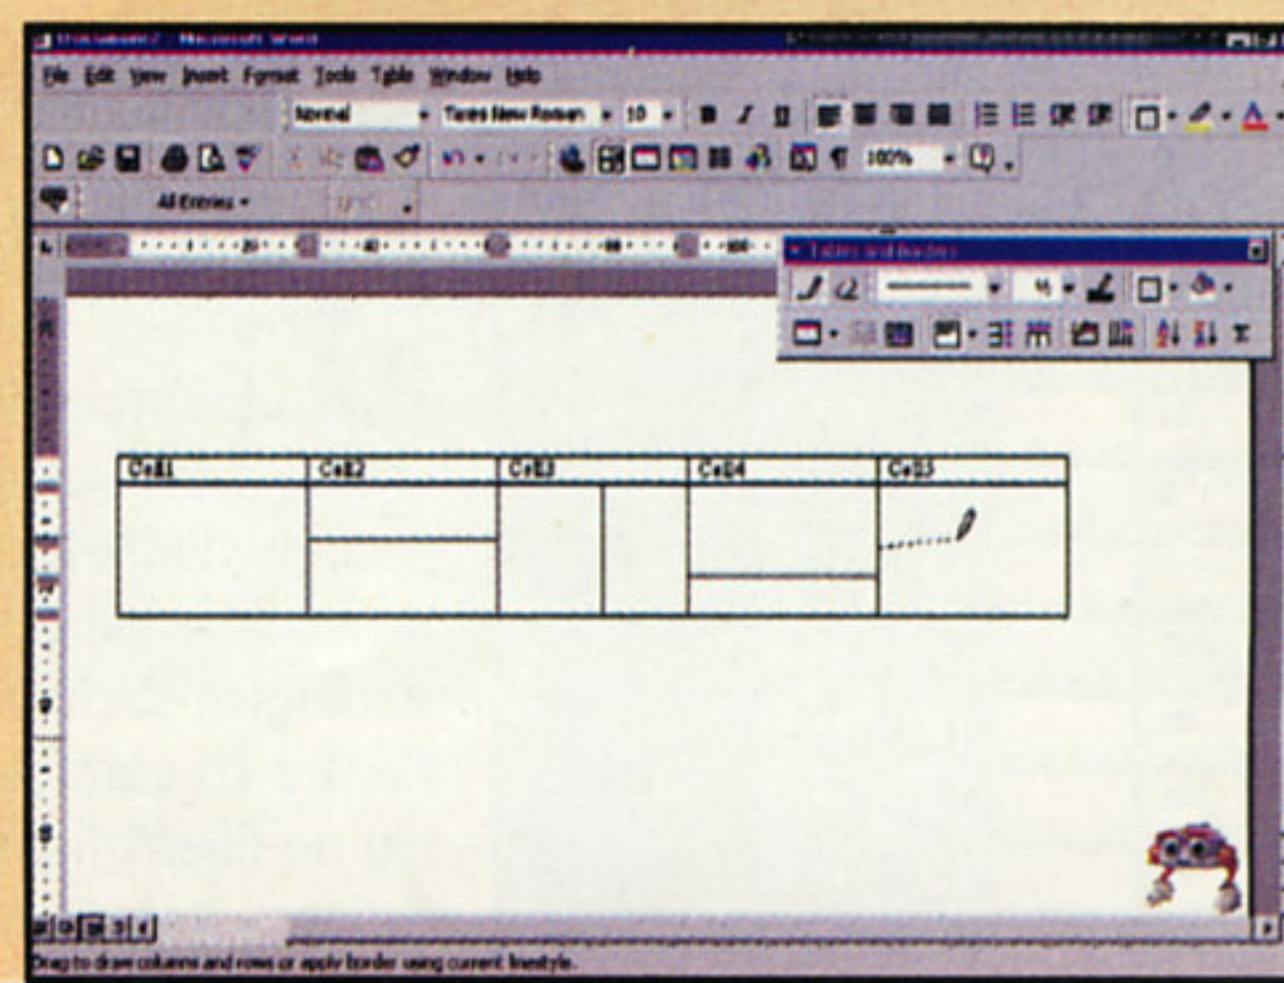 Microsoft Word
File Edit View Insert Format Tools Table Window Help
Normal Times New Roman 10 B I U
100%
All Entries
Tables and Borders
½
Cell1 Cell2 Cell3 Cell4 Cell5
Drag to draw columns and rows or apply border using current linestyle.